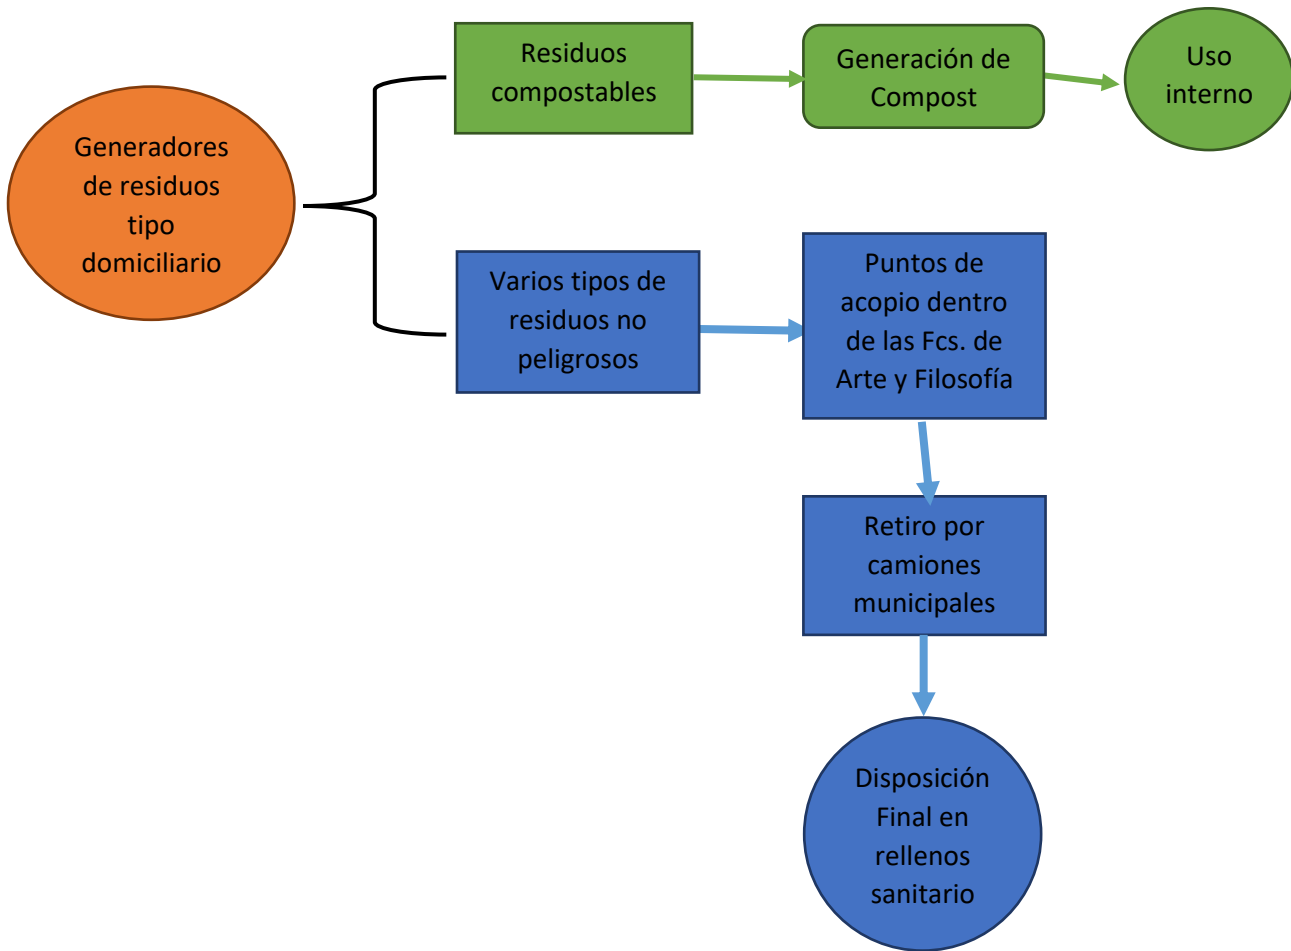 Generadores
de residuos
tipo
domiciliario
Residuos
compostables
Generación de
Compost
Uso
interno
Varios tipos de
residuos no
peligrosos
Puntos de
acopio dentro
de las Fcs. de
Arte y Filosofía
Retiro por
camiones
municipales
Disposición
Final en
rellenos
sanitario